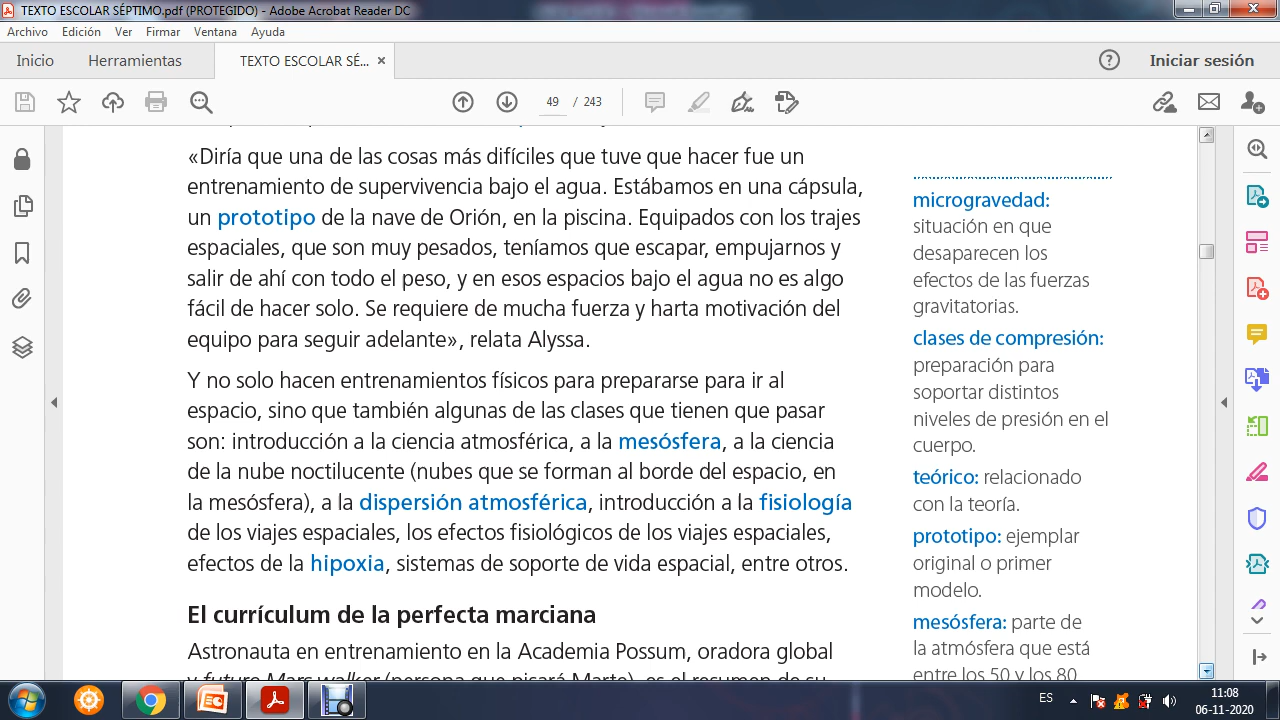 TEXTO ESCOLAR SÉPTIMO.pdf (PROTEGIDO) - Adobe Acrobat Reader DC
Archivo Edición Ver Firmar Ventana Ayuda
Inicio Herramientas TEXTO ESCOLAR SÉ... × Iniciar sesión
49 / 243
«Diría que una de las cosas más difíciles que tuve que hacer fue un
entrenamiento de supervivencia bajo el agua. Estábamos en una cápsula,
un prototipo de la nave de Orión, en la piscina. Equipados con los trajes
espaciales, que son muy pesados, teníamos que escapar, empujarnos y
salir de ahí con todo el peso, y en esos espacios bajo el agua no es algo
fácil de hacer solo. Se requiere de mucha fuerza y harta motivación del
equipo para seguir adelante», relata Alyssa.
Y no solo hacen entrenamientos físicos para prepararse para ir al
espacio, sino que también algunas de las clases que tienen que pasar
son: introducción a la ciencia atmosférica, a la mesósfera, a la ciencia
de la nube noctilucente (nubes que se forman al borde del espacio, en
la mesósfera), a la dispersión atmosférica, introducción a la fisiología
de los viajes espaciales, los efectos fisiológicos de los viajes espaciales,
efectos de la hipoxia, sistemas de soporte de vida espacial, entre otros.
El currículum de la perfecta marciana
Astronauta en entrenamiento en la Academia Possum, oradora global
y futura Mars walker (persona que pisará Marte), es el resumen de su
microgravedad:
situación en que
desaparecen los
efectos de las fuerzas
gravitatorias.
clases de compresión:
preparación para
soportar distintos
niveles de presión en el
cuerpo.
teórico: relacionado
con la teoría.
prototipo: ejemplar
original o primer
modelo.
mesósfera: parte de
la atmósfera que está
entre los 50 y los 80
ES 11:08
06-11-2020